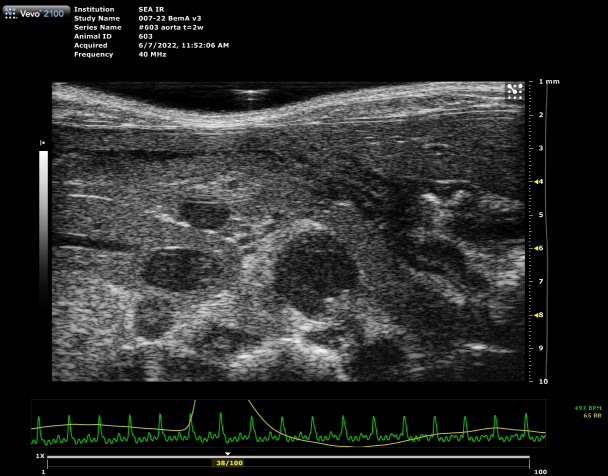 Vevo 2100
Institution SEA IR
Study Name 007-22 BemA v3
Series Name #603 aorta t=2w
Animal ID 603
Acquired 6/7/2022, 11:52:06 AM
Frequency 40 MHz
1 mm
2
3
4
5
6
7
8
9
10
492 BPM
65 RR
1X
38/100
1 100